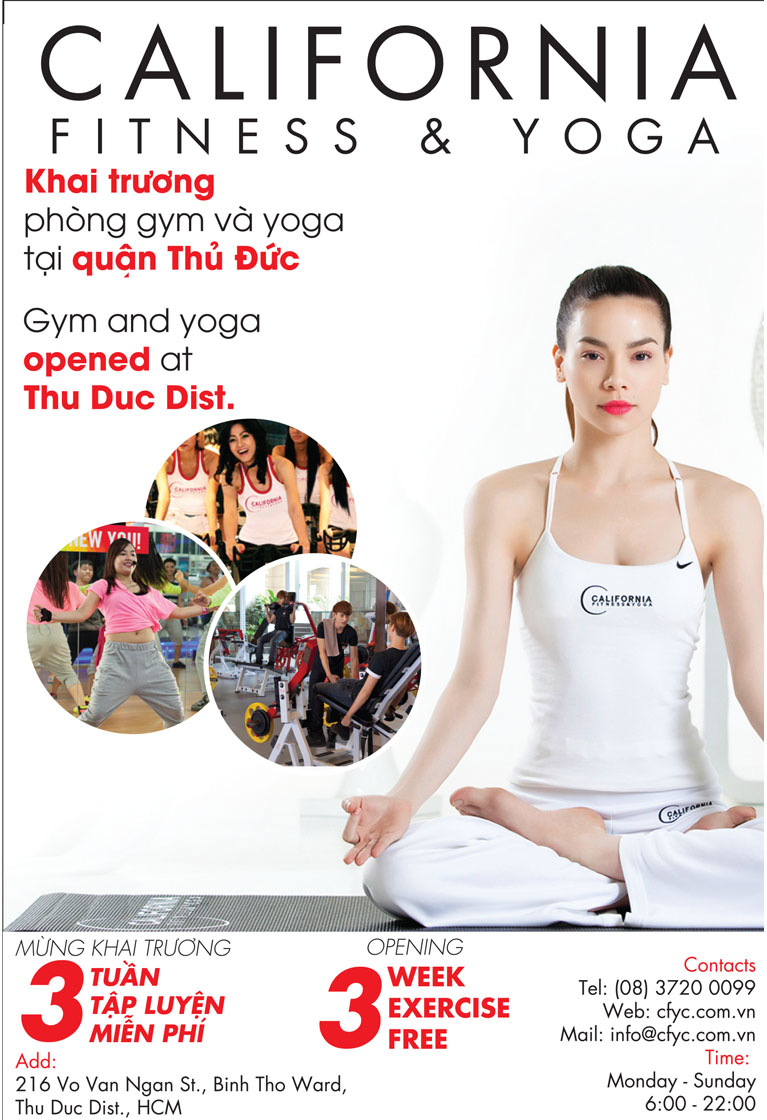 CALIFORNIA
FITNESS & YOGA
Khai trương
phòng gym và yoga
tại quận Thủ Đức
Gym and yoga
opened at
Thu Duc Dist.
CALIFORNIA
NEW YOU!
CALIFORNIA
FITNESS&YOGA
CALIFORNIA
CALIFORNIA
MỪNG KHAI TRƯƠNG
3 TUẦN
TẬP LUYỆN
MIỄN PHÍ
OPENING
3 WEEK
EXERCISE
FREE
Add:
216 Vo Van Ngan St., Binh Tho Ward,
Thu Duc Dist., HCM
Contacts
Tel: (08) 3720 0099
Web: cfyc.com.vn
Mail: info@cfyc.com.vn
Time:
Monday - Sunday
6:00 - 22:00